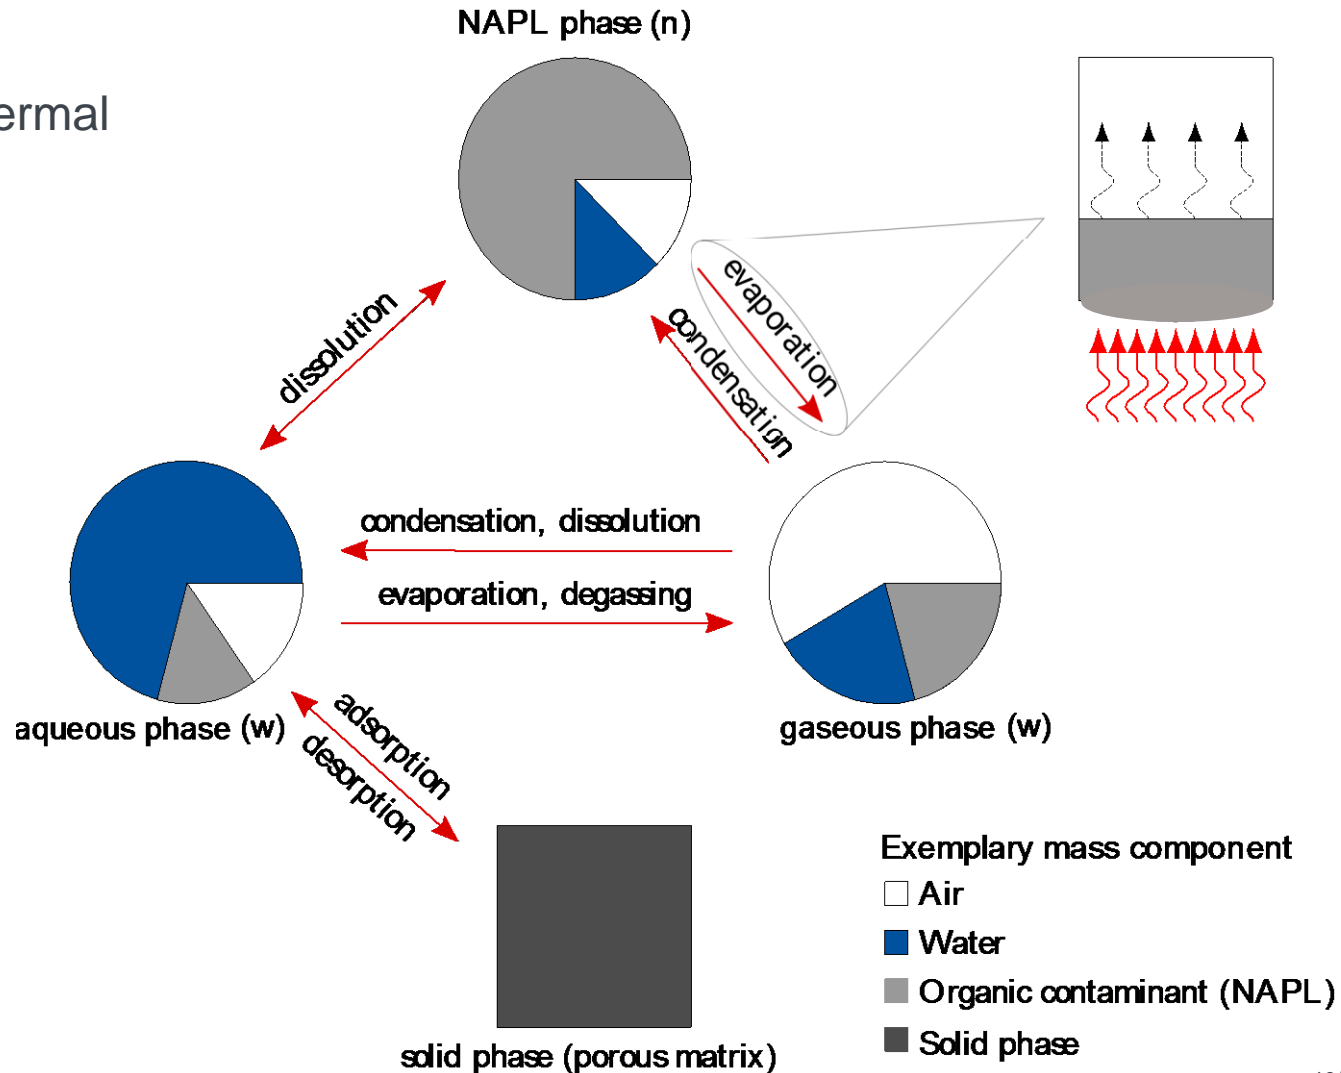 NAPL phase (n)
ermal
evaporation
condensation
dissolution
condensation, dissolution
evaporation, degassing
aqueous phase (w)
gaseous phase (w)
adsorption
desorption
Exemplary mass component
Air
Water
Organic contaminant (NAPL)
Solid phase
solid phase (porous matrix)